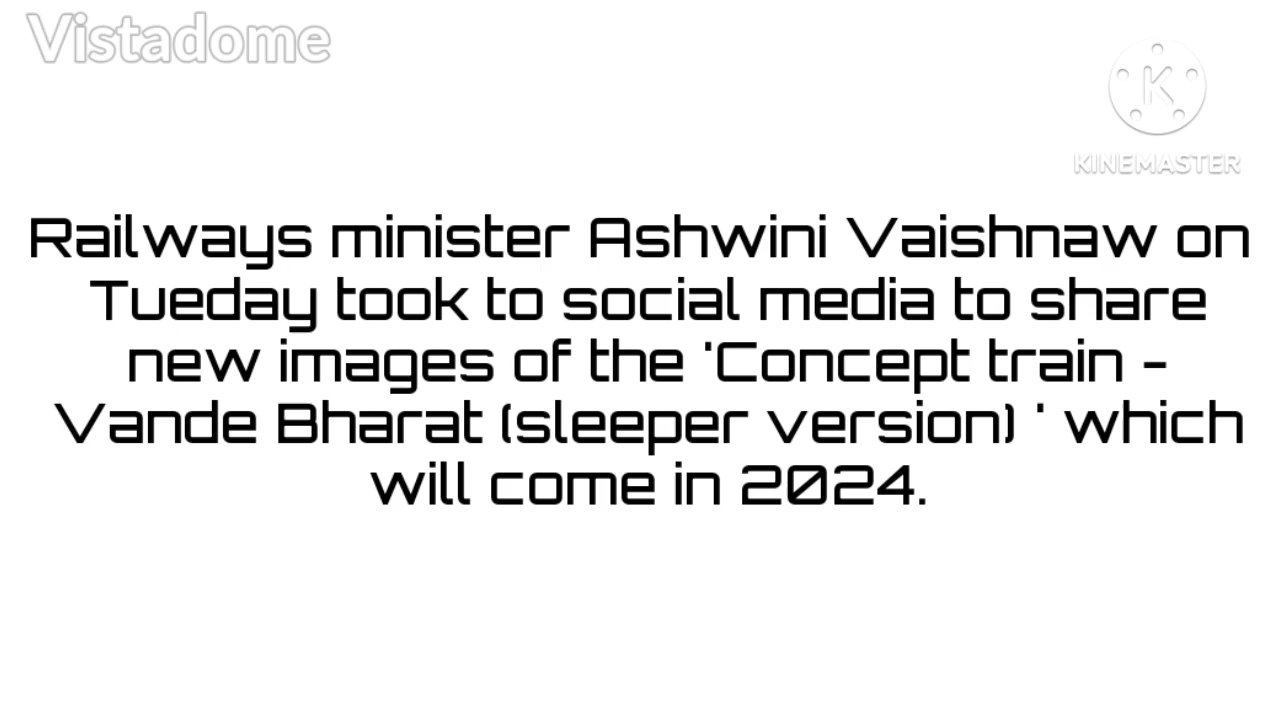 Vistadome
K
KINEMASTER
Railways minister Ashwini Vaishnaw on
Tueday took to social media to share
new images of the 'Concept train -
Vande Bharat (sleeper version) ' which
will come in 2024.